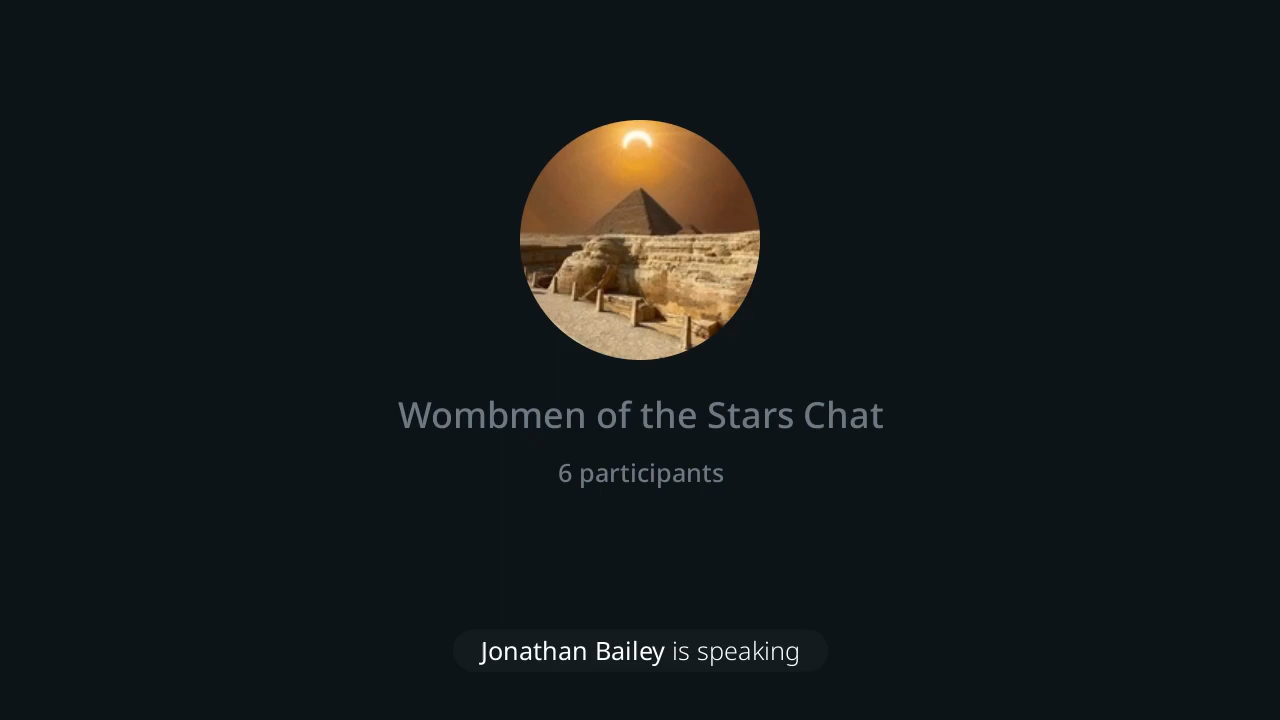 Wombmen of the Stars Chat
6 participants
Jonathan Bailey is speaking